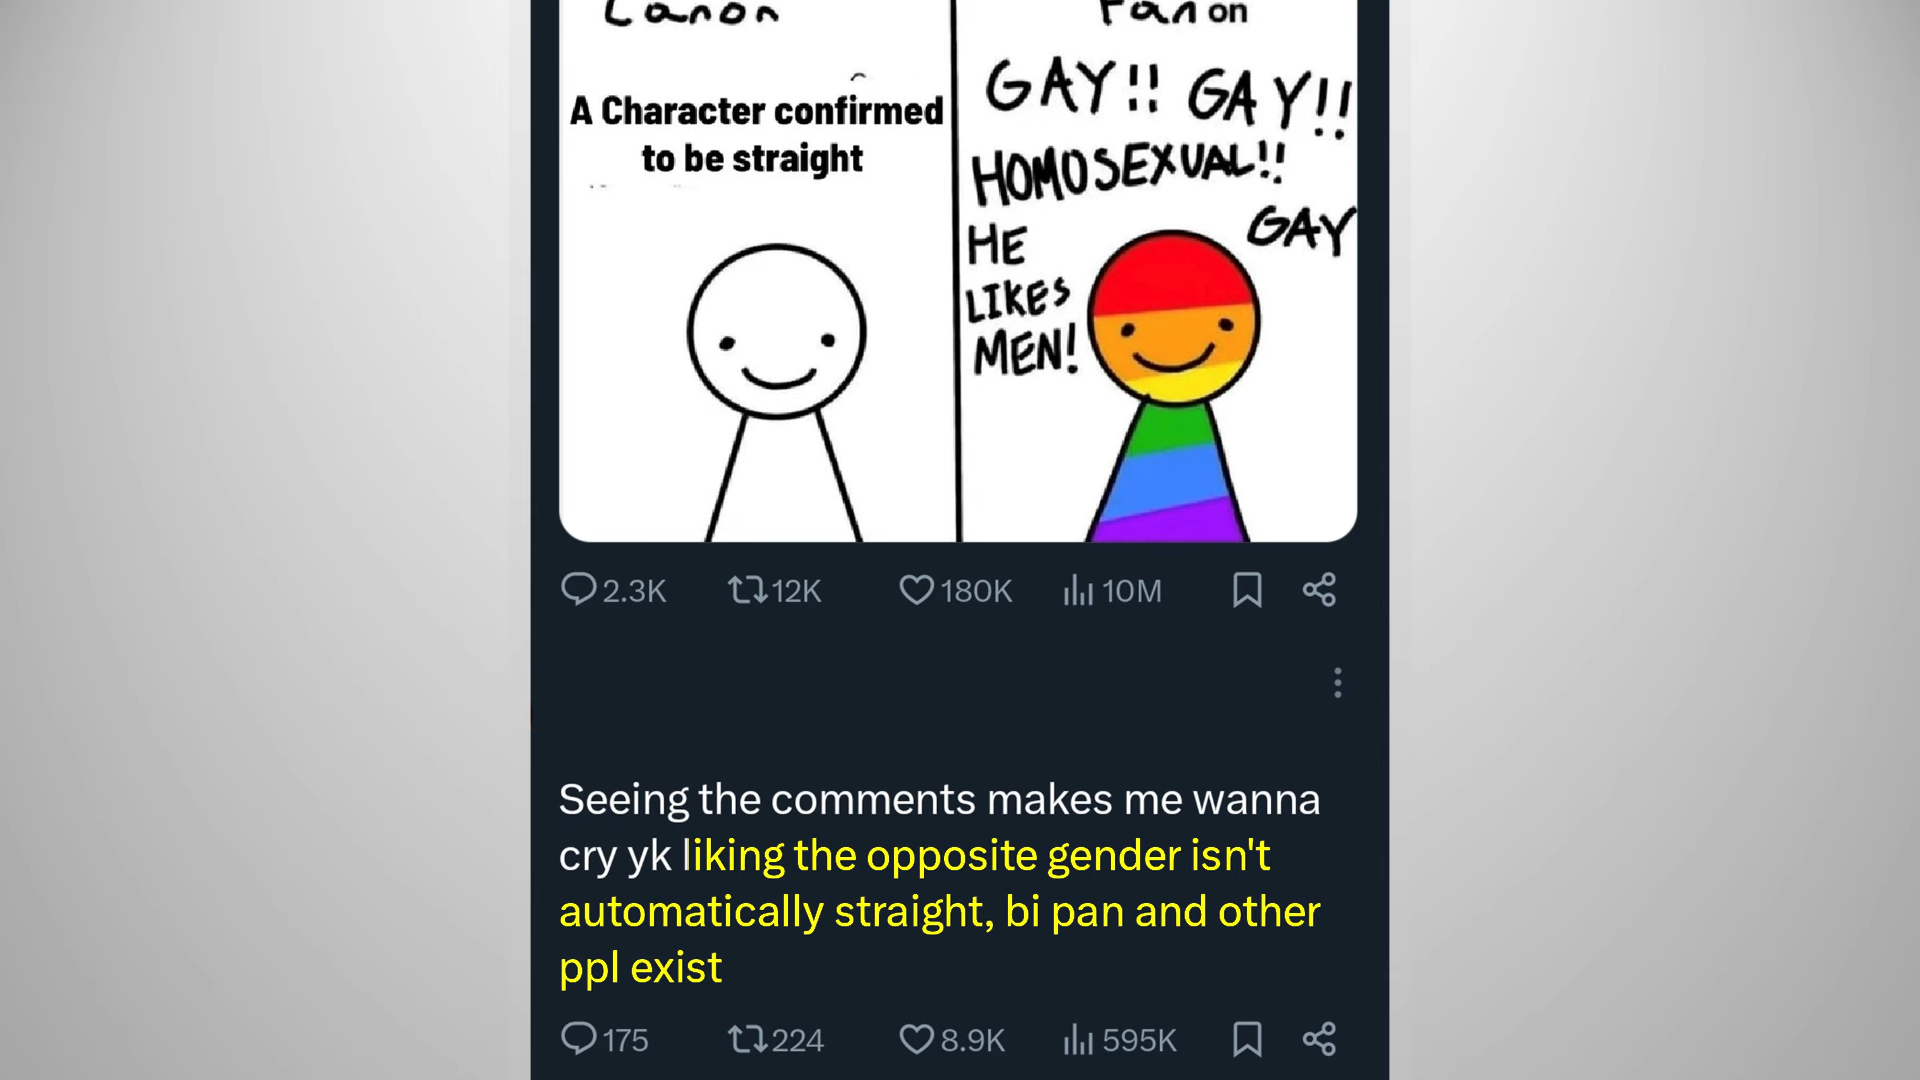 Canon
Fanon
A Character confirmed
to be straight
GAY!! GAY!!
HOMOSEXUAL!!
GAY
HE
LIKES
MEN!
2.3K 12K 180K 10M
Seeing the comments makes me wanna
cry yk liking the opposite gender isn't
automatically straight, bi pan and other
ppl exist
175 224 8.9K 595K